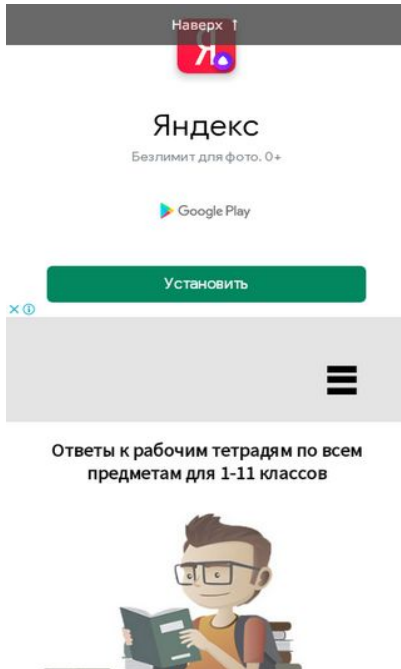 Наверх ↑
Я
Яндекс
Безлимит для фото. 0+
Google Play
Установить
Ответы к рабочим тетрадям по всем
предметам для 1-11 классов